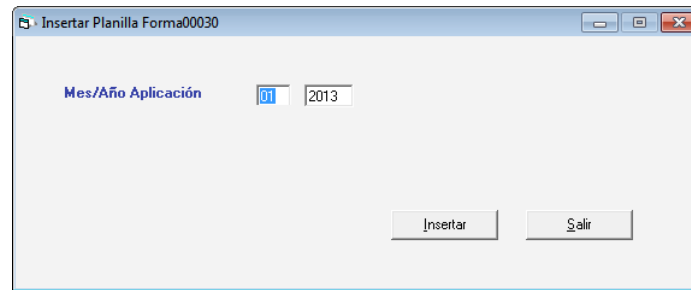 Insertar Planilla Forma00030
Mes/Año Aplicación 01 2013
Insertar Salir